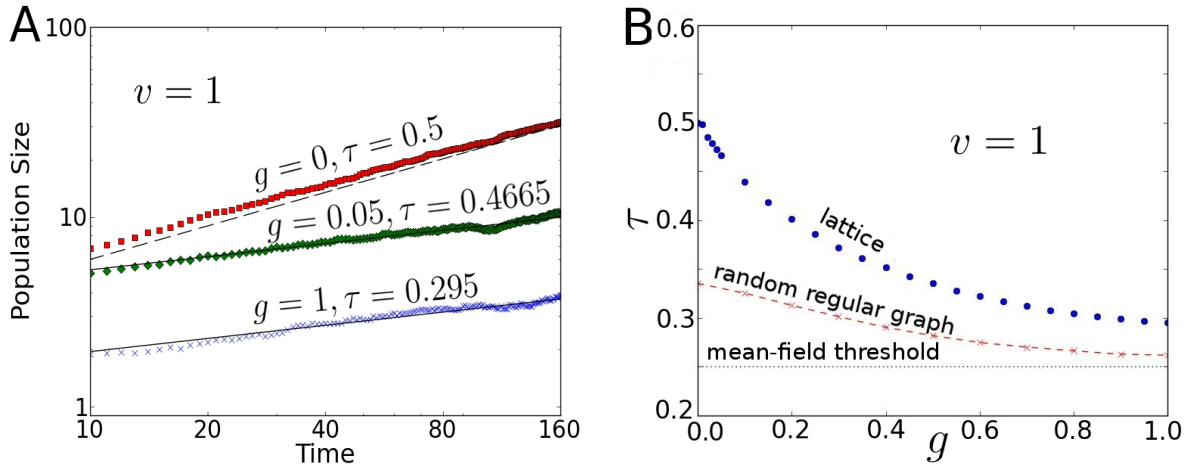 A
100
10
1
Population Size
v = 1
g = 0, τ = 0.5
g = 0.05, τ = 0.4665
g = 1, τ = 0.295
10 20 40 80 160
Time
B
0.6
0.5
0.4
0.3
0.2
τ
v = 1
lattice
random regular graph
mean-field threshold
0.0 0.2 0.4 0.6 0.8 1.0
g